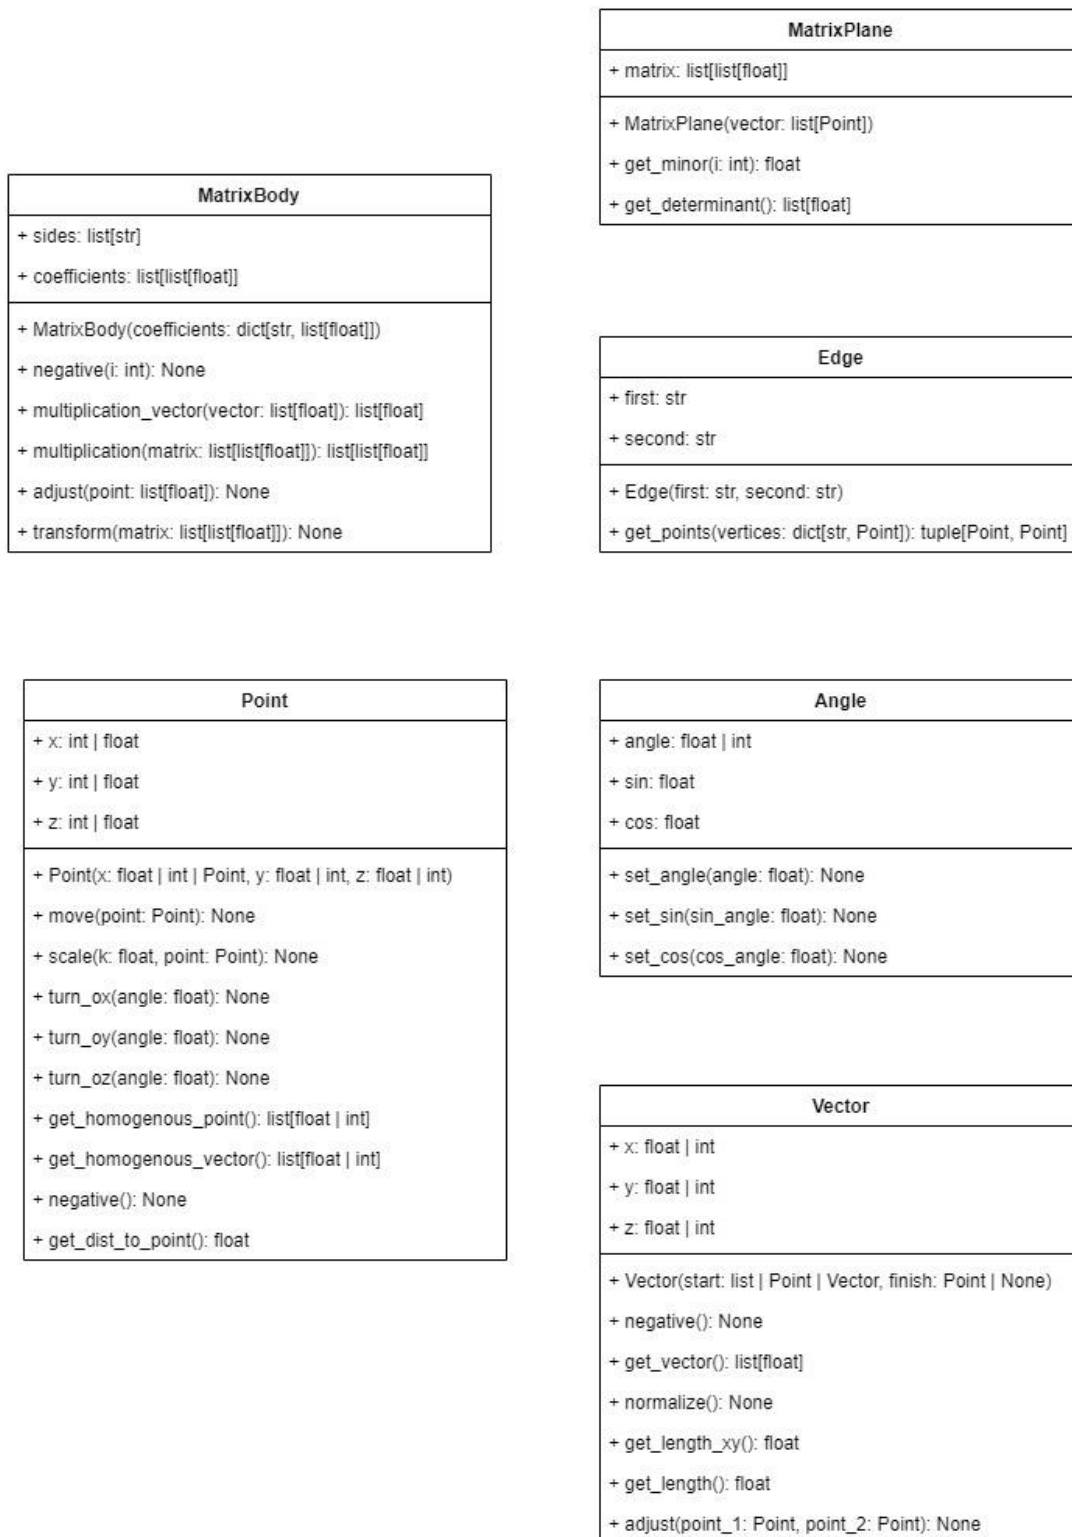 MatrixPlane
+ matrix: list[list[float]]
+ MatrixPlane(vector: list[Point])
+ get_minor(i: int): float
+ get_determinant(): list[float]
MatrixBody
+ sides: list[str]
+ coefficients: list[list[float]]
+ MatrixBody(coefficients: dict[str, list[float]])
+ negative(i: int): None
+ multiplication_vector(vector: list[float]): list[float]
+ multiplication(matrix: list[list[float]]): list[list[float]]
+ adjust(point: list[float]): None
+ transform(matrix: list[list[float]]): None
Edge
+ first: str
+ second: str
+ Edge(first: str, second: str)
+ get_points(vertices: dict[str, Point]): tuple[Point, Point]
Point
+ x: int | float
+ y: int | float
+ z: int | float
+ Point(x: float | int | Point, y: float | int, z: float | int)
+ move(point: Point): None
+ scale(k: float, point: Point): None
+ turn_ox(angle: float): None
+ turn_oy(angle: float): None
+ turn_oz(angle: float): None
+ get_homogenous_point(): list[float | int]
+ get_homogenous_vector(): list[float | int]
+ negative(): None
+ get_dist_to_point(): float
Angle
+ angle: float | int
+ sin: float
+ cos: float
+ set_angle(angle: float): None
+ set_sin(sin_angle: float): None
+ set_cos(cos_angle: float): None
Vector
+ x: float | int
+ y: float | int
+ z: float | int
+ Vector(start: list | Point | Vector, finish: Point | None)
+ negative(): None
+ get_vector(): list[float]
+ normalize(): None
+ get_length_xy(): float
+ get_length(): float
+ adjust(point_1: Point, point_2: Point): None